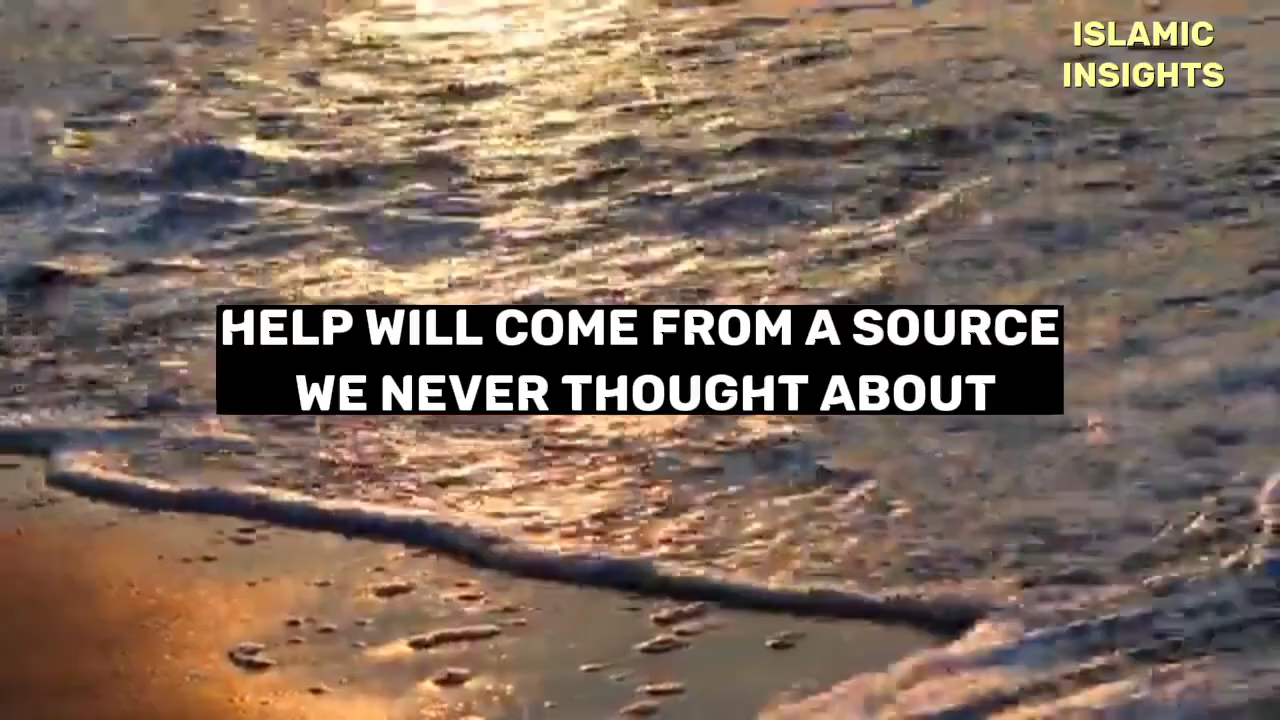 ISLAMIC
INSIGHTS
HELP WILL COME FROM A SOURCE
WE NEVER THOUGHT ABOUT